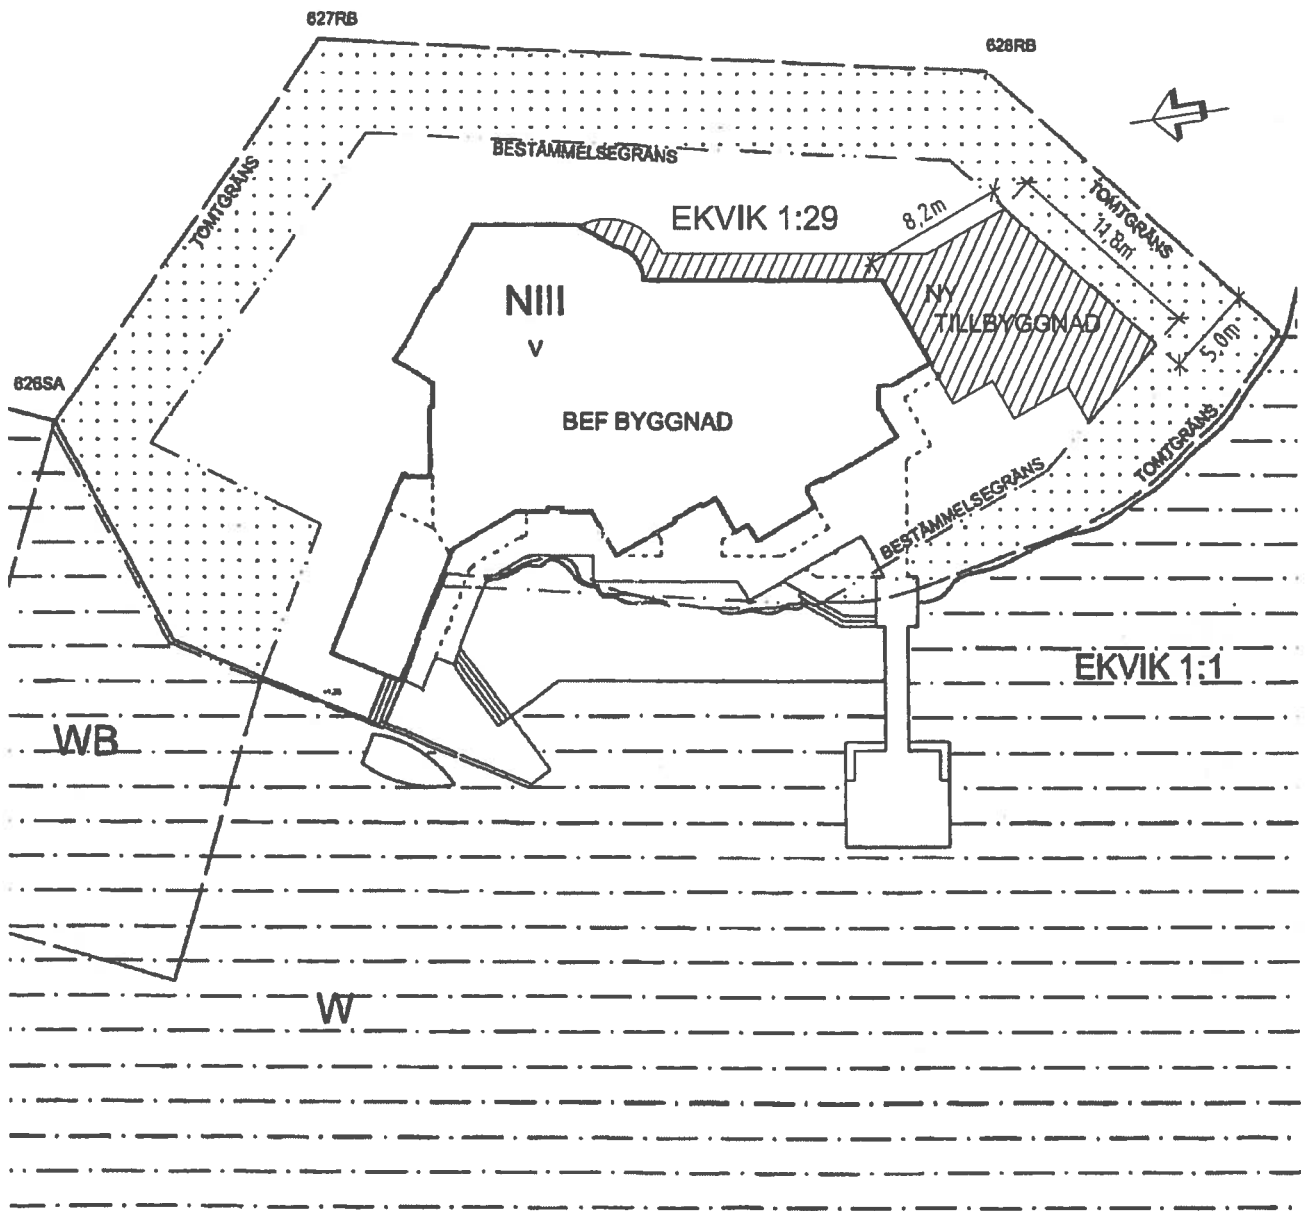 627RB
628RB
TOMTGRÄNS
BESTÄMMELSEGRÄNS
TOMTGRÄNS
EKVIK 1:29
8,2m
11,8m
NIII
V
NY
TILLBYGGNAD
5,0m
626SA
BEF BYGGNAD
TOMTGRÄNS
BESTÄMMELSEGRÄNS
EKVIK 1:1
WB
W